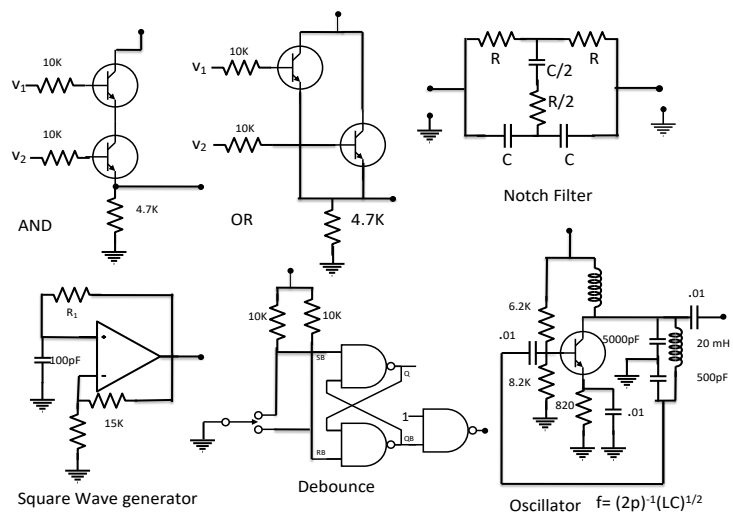 10K
V1
10K
V2
4.7K
AND
10K
V1
10K
V2
4.7K
OR
R
R
C/2
R/2
C
C
Notch Filter
R1
100pF
+
-
15K
Square Wave generator
10K
10K
SB
Q
1
RB
QB
Debounce
.01
6.2K
.01
5000pF
20 mH
8.2K
500pF
820
.01
Oscillator f= (2p)-1(LC)1/2